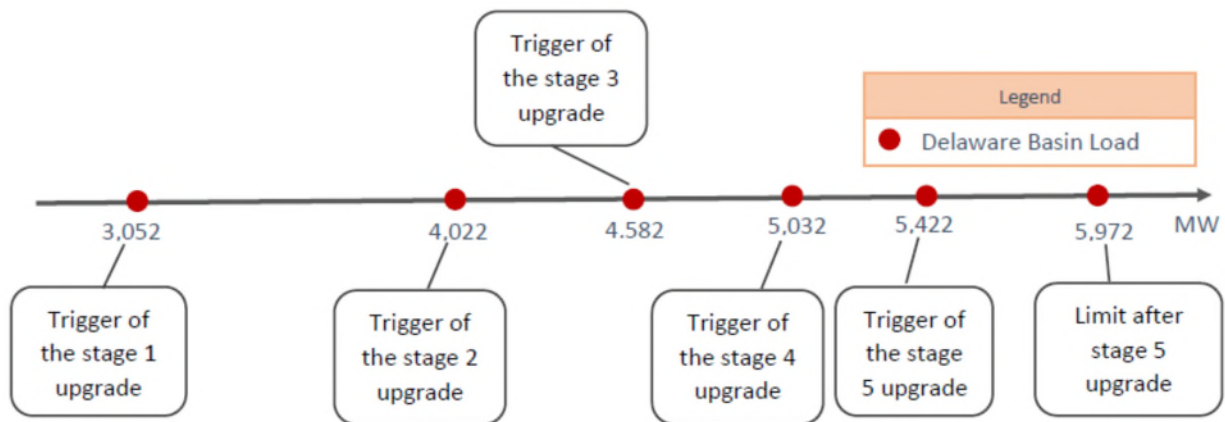 Trigger of
the stage 3
upgrade
Legend
Delaware Basin Load
3,052
4,022
4.582
5,032
5,422
5,972
MW
Trigger of
the stage 1
upgrade
Trigger of
the stage 2
upgrade
Trigger of
the stage 4
upgrade
Trigger of
the stage
5 upgrade
Limit after
stage 5
upgrade